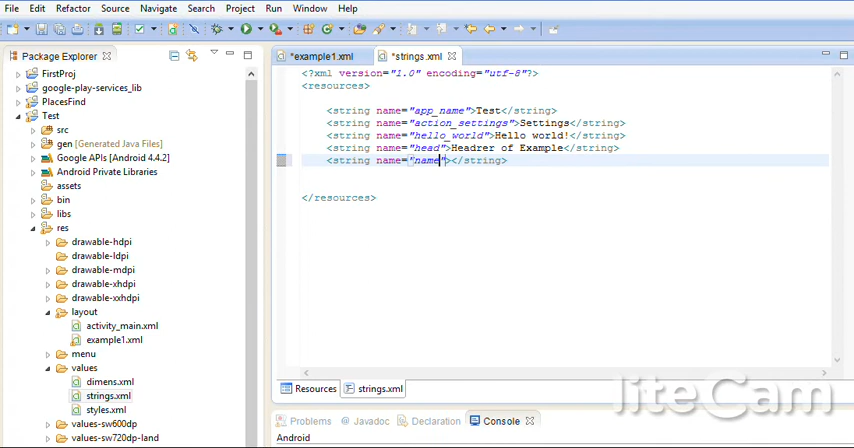 File Edit Refactor Source Navigate Search Project Run Window Help
Package Explorer
FirstProj
google-play-services_lib
PlacesFind
Test
src
gen [Generated Java Files]
Google APIs [Android 4.4.2]
Android Private Libraries
assets
bin
libs
res
drawable-hdpi
drawable-ldpi
drawable-mdpi
drawable-xhdpi
drawable-xxhdpi
layout
activity_main.xml
example1.xml
menu
values
dimens.xml
strings.xml
styles.xml
values-sw600dp
values-sw720dp-land
*example1.xml *strings.xml
<?xml version="1.0" encoding="utf-8"?>
<resources>
<string name="app_name">Test</string>
<string name="action_settings">Settings</string>
<string name="hello_world">Hello world!</string>
<string name="head">Headrer of Example</string>
<string name="name"></string>
</resources>
Resources strings.xml
Problems @ Javadoc Declaration Console
Android
liteCam